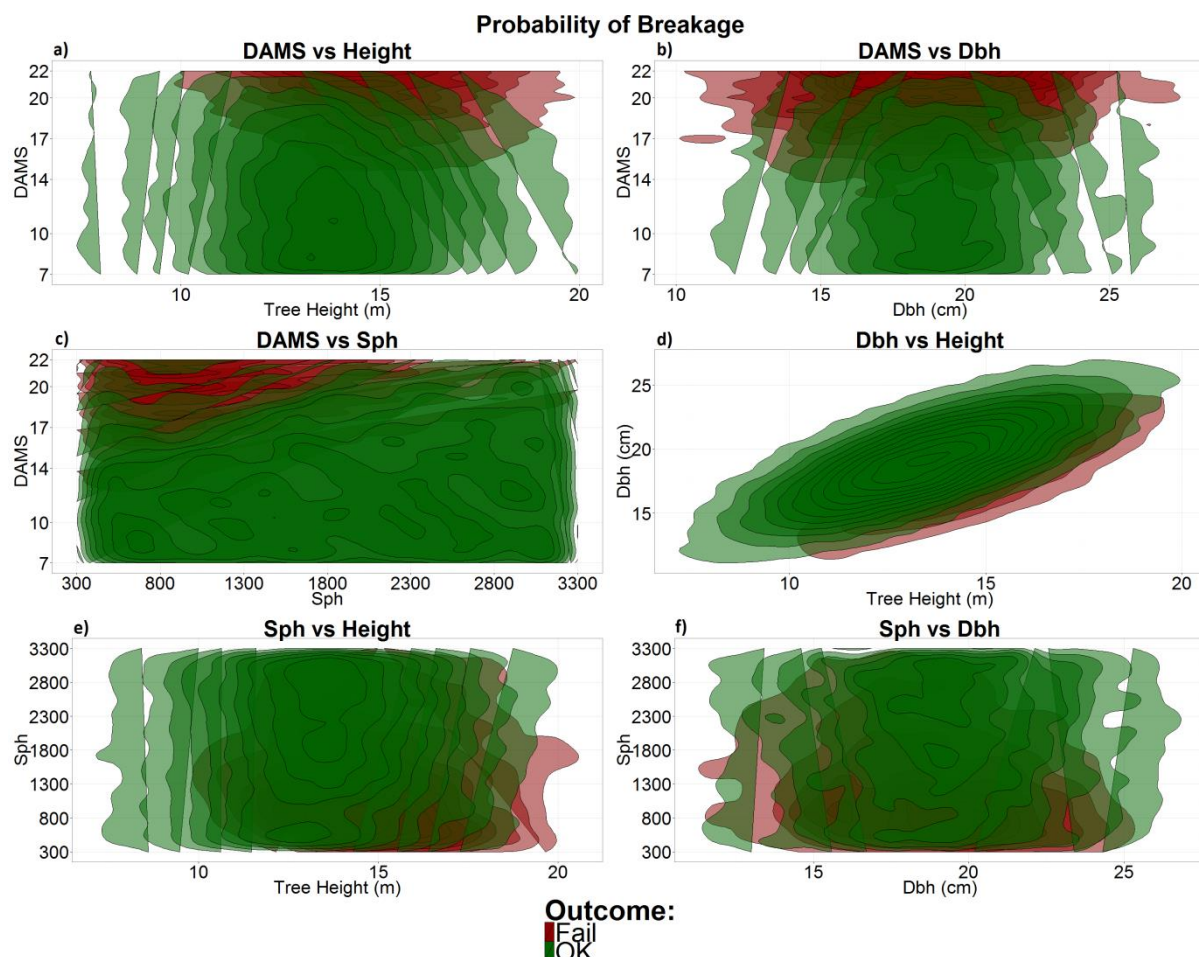 Probability of Breakage
a) DAMS vs Height
22
20
17
14
10
7
DAMS
10 15 20
Tree Height (m)
b) DAMS vs Dbh
22
20
17
14
10
7
DAMS
10 15 20 25
Dbh (cm)
c) DAMS vs Sph
22
20
17
14
10
7
DAMS
300 800 1300 1800 2300 2800 3300
Sph
d) Dbh vs Height
25
20
15
Dbh (cm)
10 15 20
Tree Height (m)
e) Sph vs Height
3300
2800
2300
1800
1300
800
300
Sph
10 15 20
Tree Height (m)
f) Sph vs Dbh
3300
2800
2300
1800
1300
800
300
Sph
15 20 25
Dbh (cm)
Outcome:
Fail
OK